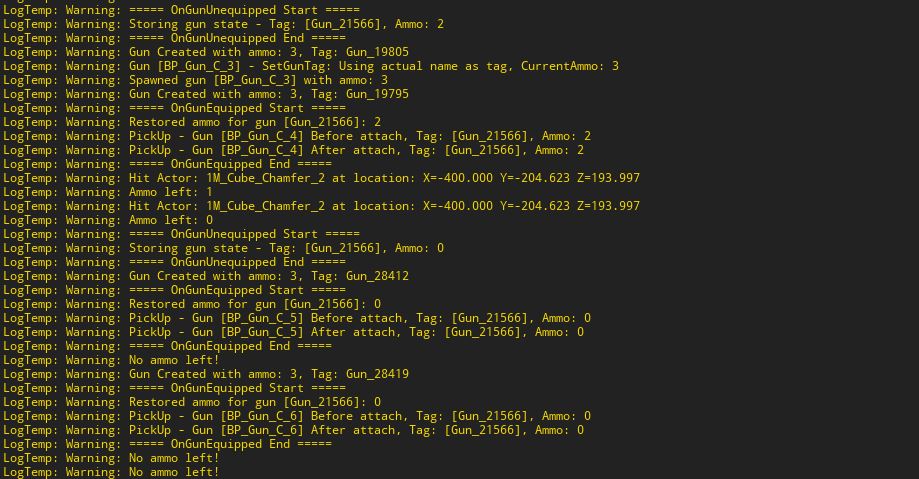 LogTemp: Warning: ===== OnGunUnequipped Start =====
LogTemp: Warning: Storing gun state - Tag: [Gun_21566], Ammo: 2
LogTemp: Warning: ===== OnGunUnequipped End =====
LogTemp: Warning: Gun Created with ammo: 3, Tag: Gun_19805
LogTemp: Warning: Gun [BP_Gun_C_3] - SetGunTag: Using actual name as tag, CurrentAmmo: 3
LogTemp: Warning: Spawned gun [BP_Gun_C_3] with ammo: 3
LogTemp: Warning: Gun Created with ammo: 3, Tag: Gun_19795
LogTemp: Warning: ===== OnGunEquipped Start =====
LogTemp: Warning: Restored ammo for gun [Gun_21566]: 2
LogTemp: Warning: PickUp - Gun [BP_Gun_C_4] Before attach, Tag: [Gun_21566], Ammo: 2
LogTemp: Warning: PickUp - Gun [BP_Gun_C_4] After attach, Tag: [Gun_21566], Ammo: 2
LogTemp: Warning: ===== OnGunEquipped End =====
LogTemp: Warning: Hit Actor: 1M_Cube_Chamfer_2 at location: X=-400.000 Y=-204.623 Z=193.997
LogTemp: Warning: Ammo left: 1
LogTemp: Warning: Hit Actor: 1M_Cube_Chamfer_2 at location: X=-400.000 Y=-204.623 Z=193.997
LogTemp: Warning: Ammo left: 0
LogTemp: Warning: ===== OnGunUnequipped Start =====
LogTemp: Warning: Storing gun state - Tag: [Gun_21566], Ammo: 0
LogTemp: Warning: ===== OnGunUnequipped End =====
LogTemp: Warning: Gun Created with ammo: 3, Tag: Gun_28412
LogTemp: Warning: ===== OnGunEquipped Start =====
LogTemp: Warning: Restored ammo for gun [Gun_21566]: 0
LogTemp: Warning: PickUp - Gun [BP_Gun_C_5] Before attach, Tag: [Gun_21566], Ammo: 0
LogTemp: Warning: PickUp - Gun [BP_Gun_C_5] After attach, Tag: [Gun_21566], Ammo: 0
LogTemp: Warning: ===== OnGunEquipped End =====
LogTemp: Warning: No ammo left!
LogTemp: Warning: Gun Created with ammo: 3, Tag: Gun_28419
LogTemp: Warning: ===== OnGunEquipped Start =====
LogTemp: Warning: Restored ammo for gun [Gun_21566]: 0
LogTemp: Warning: PickUp - Gun [BP_Gun_C_6] Before attach, Tag: [Gun_21566], Ammo: 0
LogTemp: Warning: PickUp - Gun [BP_Gun_C_6] After attach, Tag: [Gun_21566], Ammo: 0
LogTemp: Warning: ===== OnGunEquipped End =====
LogTemp: Warning: No ammo left!
LogTemp: Warning: No ammo left!